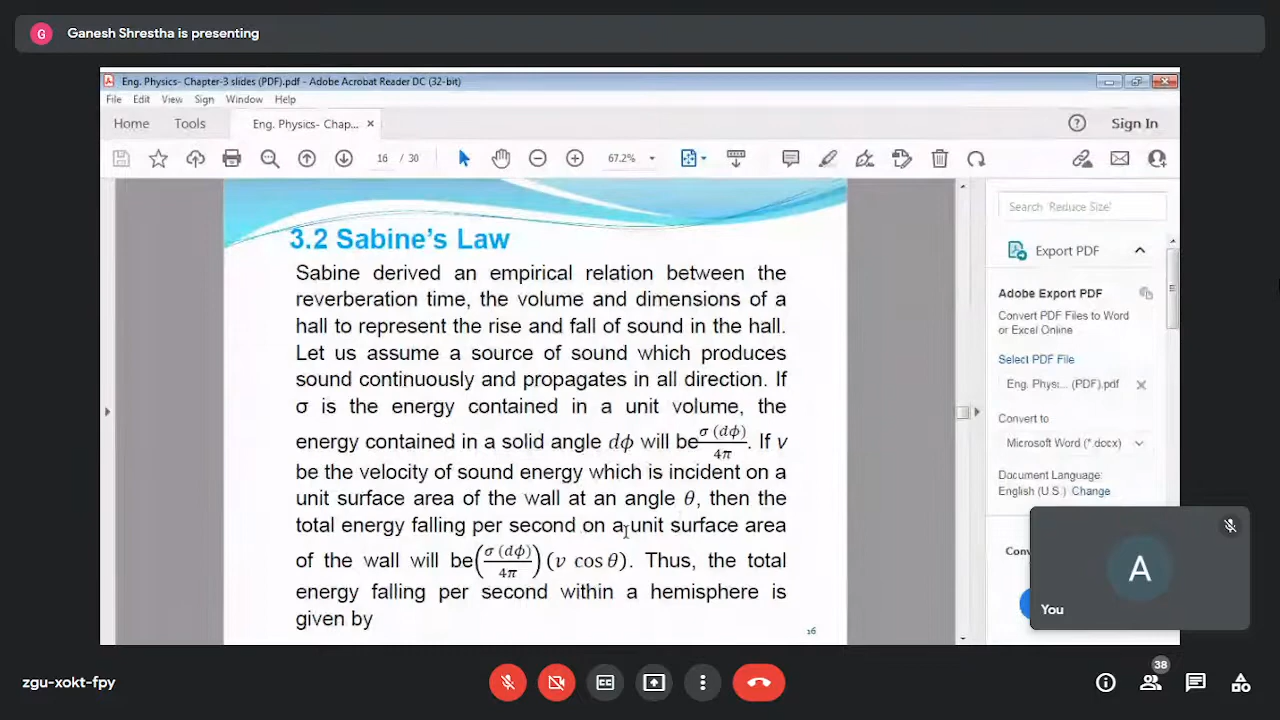 G Ganesh Shrestha is presenting
Eng. Physics- Chapter-3 slides (PDF).pdf - Adobe Acrobat Reader DC (32-bit)
File Edit View Sign Window Help
Home Tools Eng. Physics- Chap... × Sign In
16 / 30 67.2%
3.2 Sabine's Law
Sabine derived an empirical relation between the
reverberation time, the volume and dimensions of a
hall to represent the rise and fall of sound in the hall.
Let us assume a source of sound which produces
sound continuously and propagates in all direction. If
σ is the energy contained in a unit volume, the
energy contained in a solid angle dϕ will be σ (dϕ)/4π. If v
be the velocity of sound energy which is incident on a
unit surface area of the wall at an angle θ, then the
total energy falling per second on a unit surface area
of the wall will be (σ (dϕ)/4π) (v cos θ). Thus, the total
energy falling per second within a hemisphere is
given by
16
Search 'Reduce Size'
Export PDF
Adobe Export PDF
Convert PDF Files to Word
or Excel Online
Select PDF File
Eng. Physi... (PDF).pdf ×
Convert to
Microsoft Word (*.docx)
Document Language:
English (U.S.) Change
Conv
A
You
zgu-xokt-fpy
CC
38